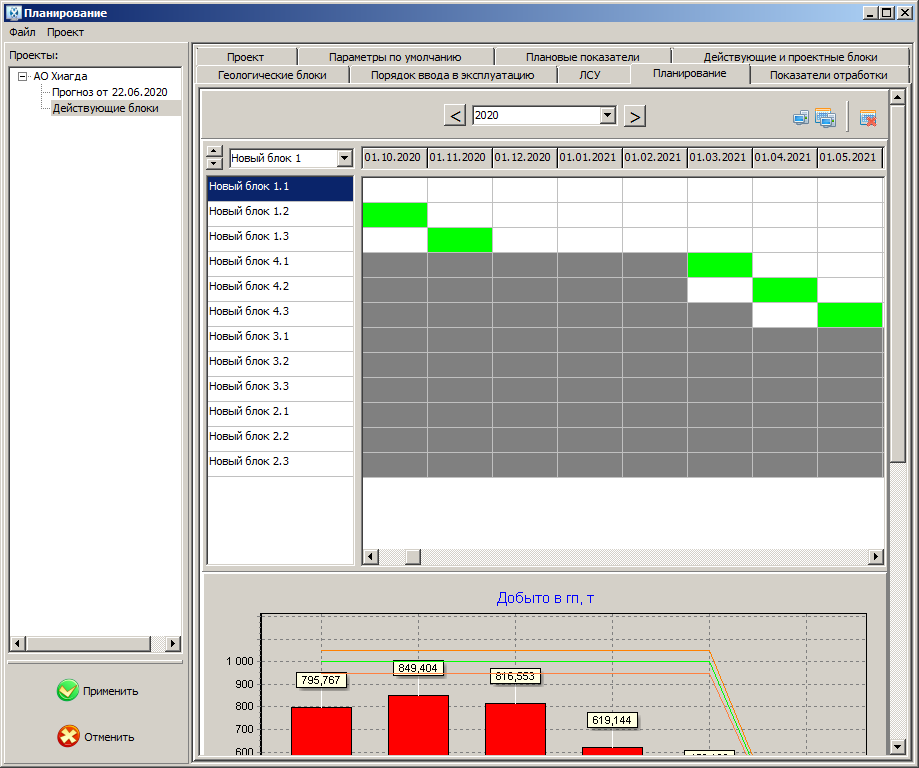 Планирование
Файл Проект
Проекты:
АО Хиагда
Прогноз от 22.06.2020
Действующие блоки
Применить
Отменить
Проект Параметры по умолчанию Плановые показатели Действующие и проектные блоки
Геологические блоки Порядок ввода в эксплуатацию ЛСУ Планирование Показатели отработки
< 2020 >
Новый блок 1 01.10.2020 01.11.2020 01.12.2020 01.01.2021 01.02.2021 01.03.2021 01.04.2021 01.05.2021
Новый блок 1.1
Новый блок 1.2
Новый блок 1.3
Новый блок 4.1
Новый блок 4.2
Новый блок 4.3
Новый блок 3.1
Новый блок 3.2
Новый блок 3.3
Новый блок 2.1
Новый блок 2.2
Новый блок 2.3
Добыто в гп, т
1 000
900
800
700
600
795,767
849,404
816,553
619,144